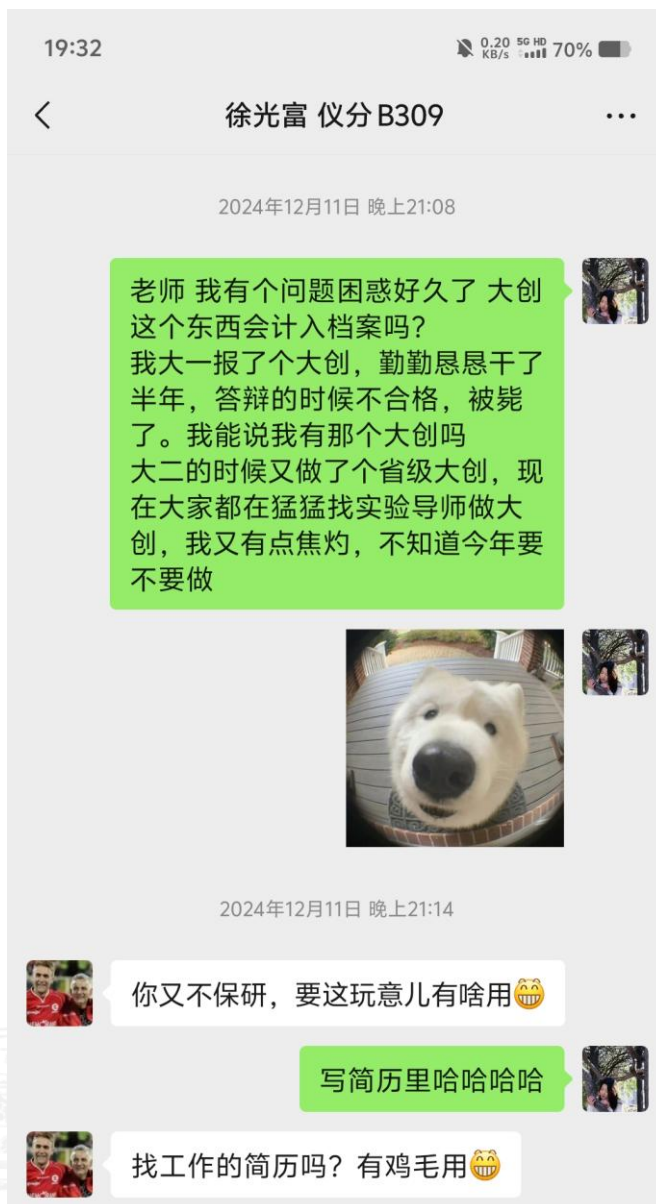 19:32
0.20 KB/s 5G HD 70%
徐光富 仪分B309
2024年12月11日 晚上21:08
老师 我有个问题困惑好久了 大创
这个东西会计入档案吗？
我大一报了个大创，勤勤恳恳干了
半年，答辩的时候不合格，被毙
了。我能说我有那个大创吗
大二的时候又做了个省级大创，现
在大家都在猛猛找实验导师做大
创，我又有点焦灼，不知道今年要
不要做
2024年12月11日 晚上21:14
你又不保研，要这玩意儿有啥用😁
写简历里哈哈哈哈
找工作的简历吗？有鸡毛用😁